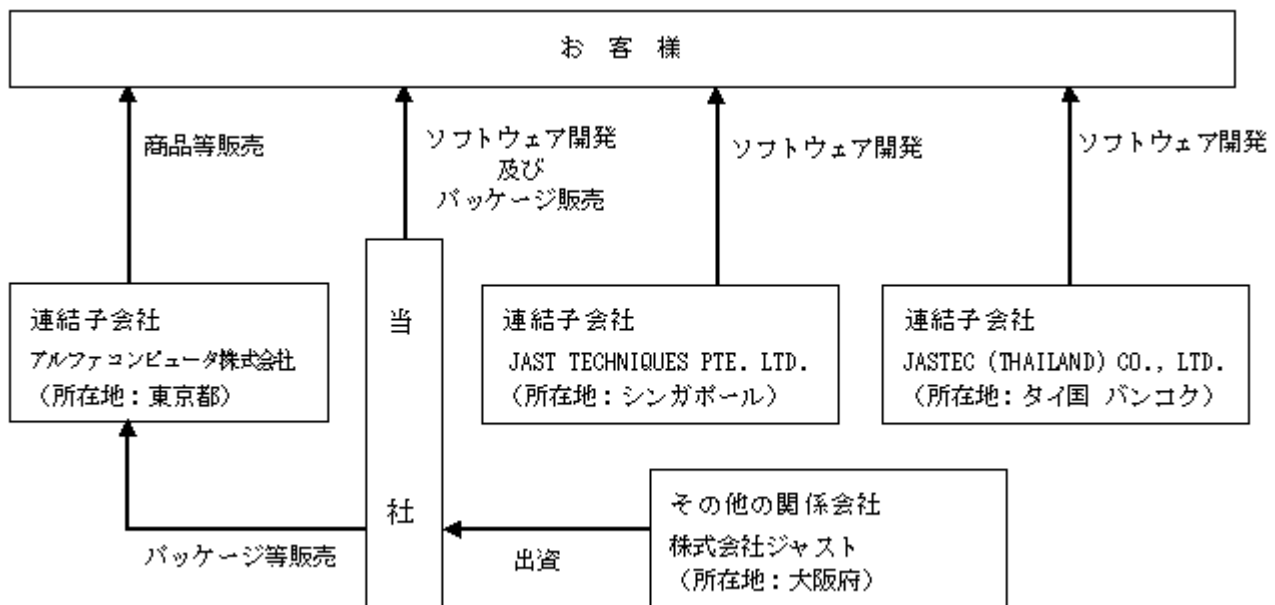 お 客 様
商品等販売
ソフトウェア開発
及び
パッケージ販売
ソフトウェア開発
ソフトウェア開発
連結子会社
アルファコンピュータ株式会社
（所在地：東京都）
当
社
連結子会社
JAST TECHNIQUES PTE. LTD.
（所在地：シンガポール）
連結子会社
JASTEC (THAILAND) CO., LTD.
（所在地：タイ国 バンコク）
パッケージ等販売
出資
その他の関係会社
株式会社ジャスト
（所在地：大阪府）